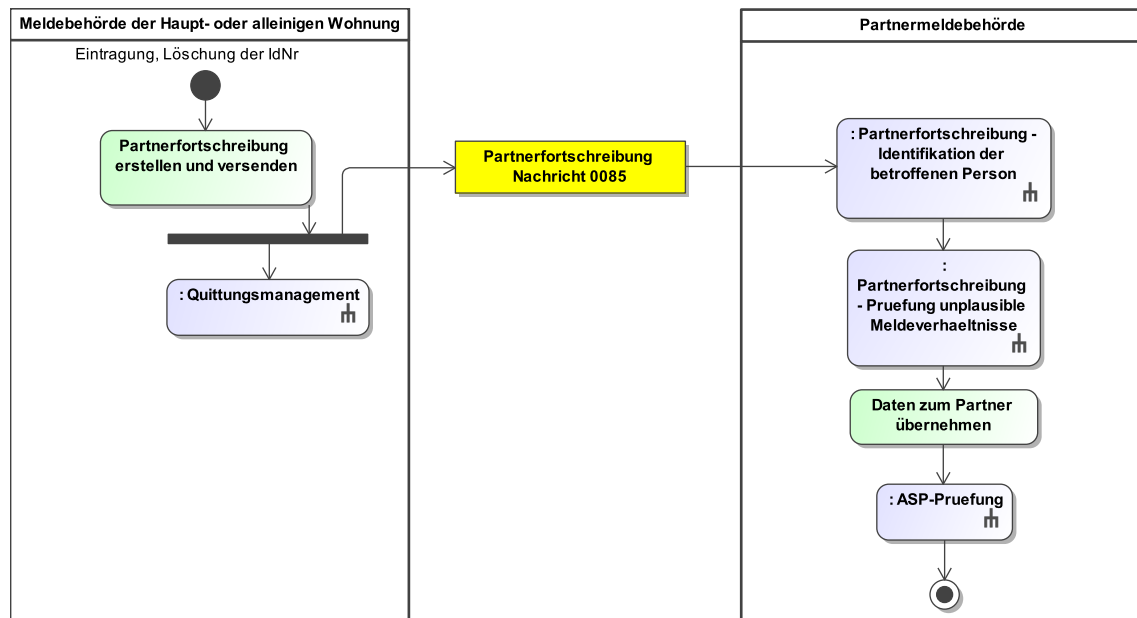 Meldebehörde der Haupt- oder alleinigen Wohnung
Eintragung, Löschung der IdNr
Partnerfortschreibung
erstellen und versenden
: Quittungsmanagement
Partnerfortschreibung
Nachricht 0085
Partnermeldebehörde
: Partnerfortschreibung -
Identifikation der
betroffenen Person
:
Partnerfortschreibung
- Pruefung unplausible
Meldeverhaeltnisse
Daten zum Partner
übernehmen
: ASP-Pruefung